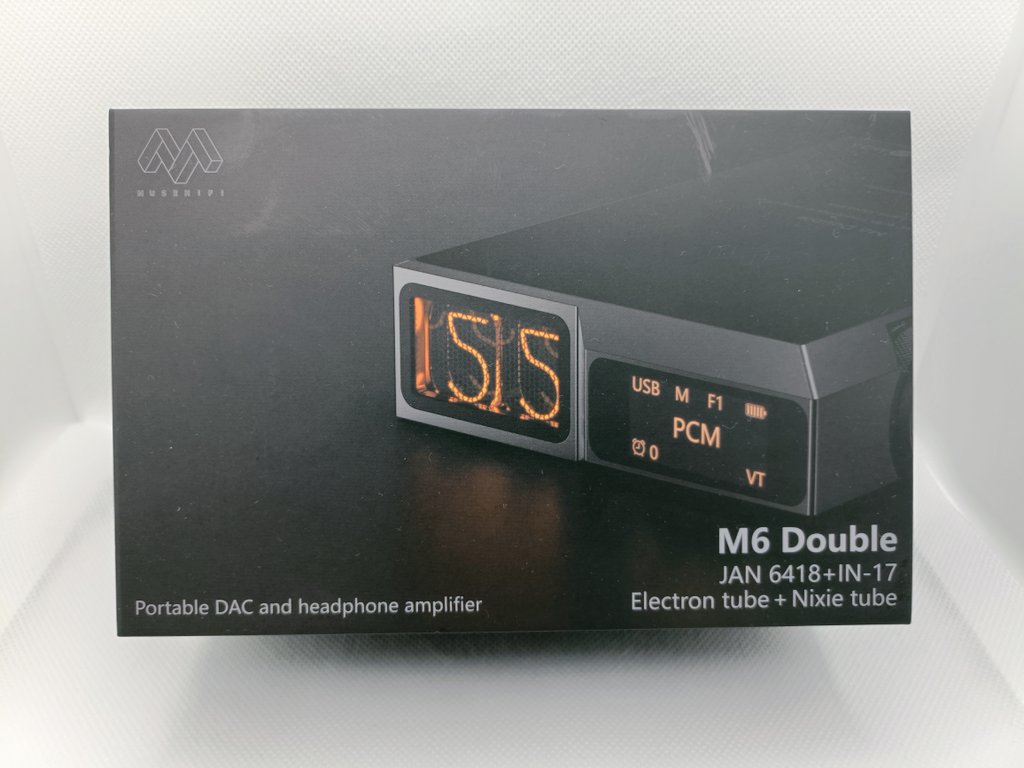 MUSEHIFI
55
USB M F1
PCM
0
VT
M6 Double
JAN 6418+IN-17
Electron tube + Nixie tube
Portable DAC and headphone amplifier